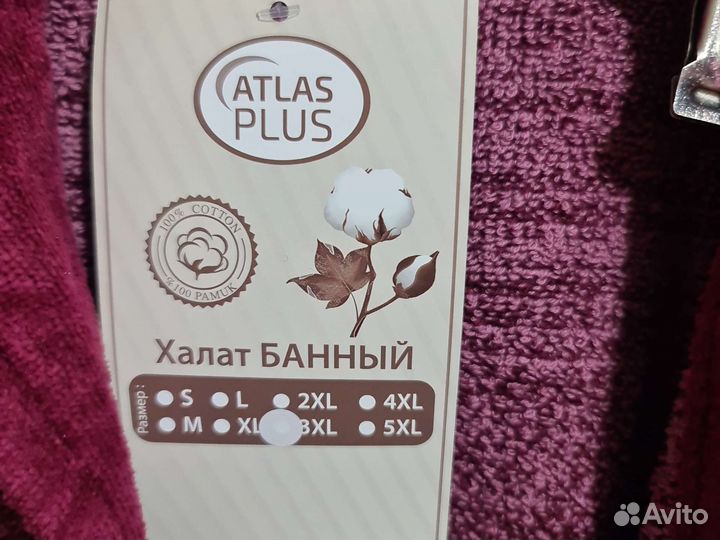 ATLAS
PLUS
100% COTTON
%100 PAMUK
Халат БАННЫЙ
Размер:
S L 2XL 4XL
M XL 3XL 5XL
Avito